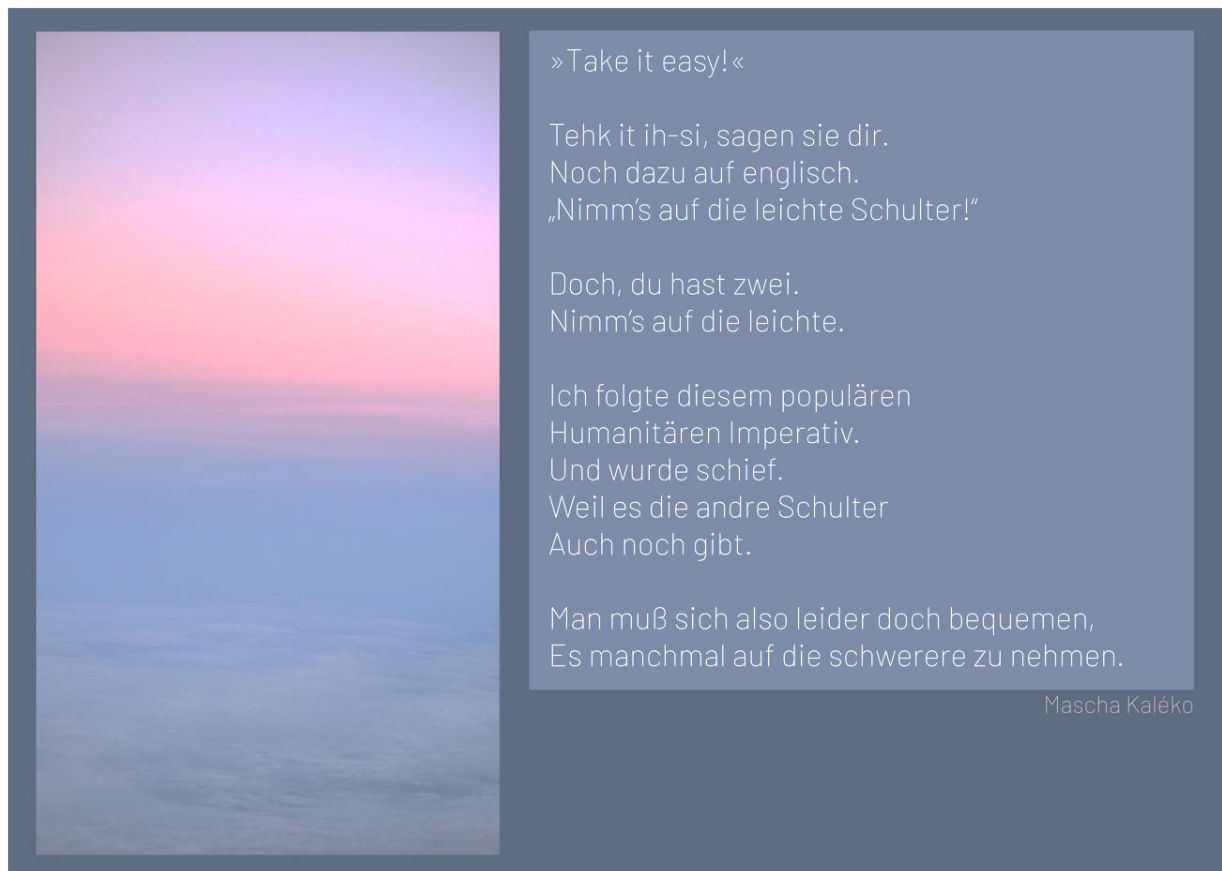 »Take it easy!«
Tehk it ih-si, sagen sie dir.
Noch dazu auf englisch.
„Nimm's auf die leichte Schulter!“
Doch, du hast zwei.
Nimm's auf die leichte.
Ich folgte diesem populären
Humanitären Imperativ.
Und wurde schief.
Weil es die andre Schulter
Auch noch gibt.
Man muß sich also leider doch bequemen,
Es manchmal auf die schwerere zu nehmen.
Mascha Kaléko